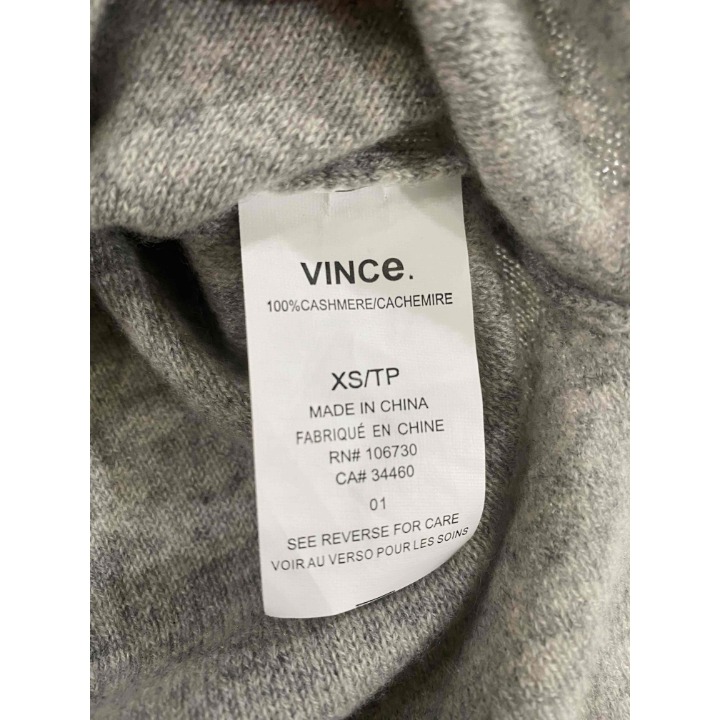 VINCe.
100%CASHMERE/CACHEMIRE
XS/TP
MADE IN CHINA
FABRIQUÉ EN CHINE
RN# 106730
CA# 34460
01
SEE REVERSE FOR CARE
VOIR AU VERSO POUR LES SOINS